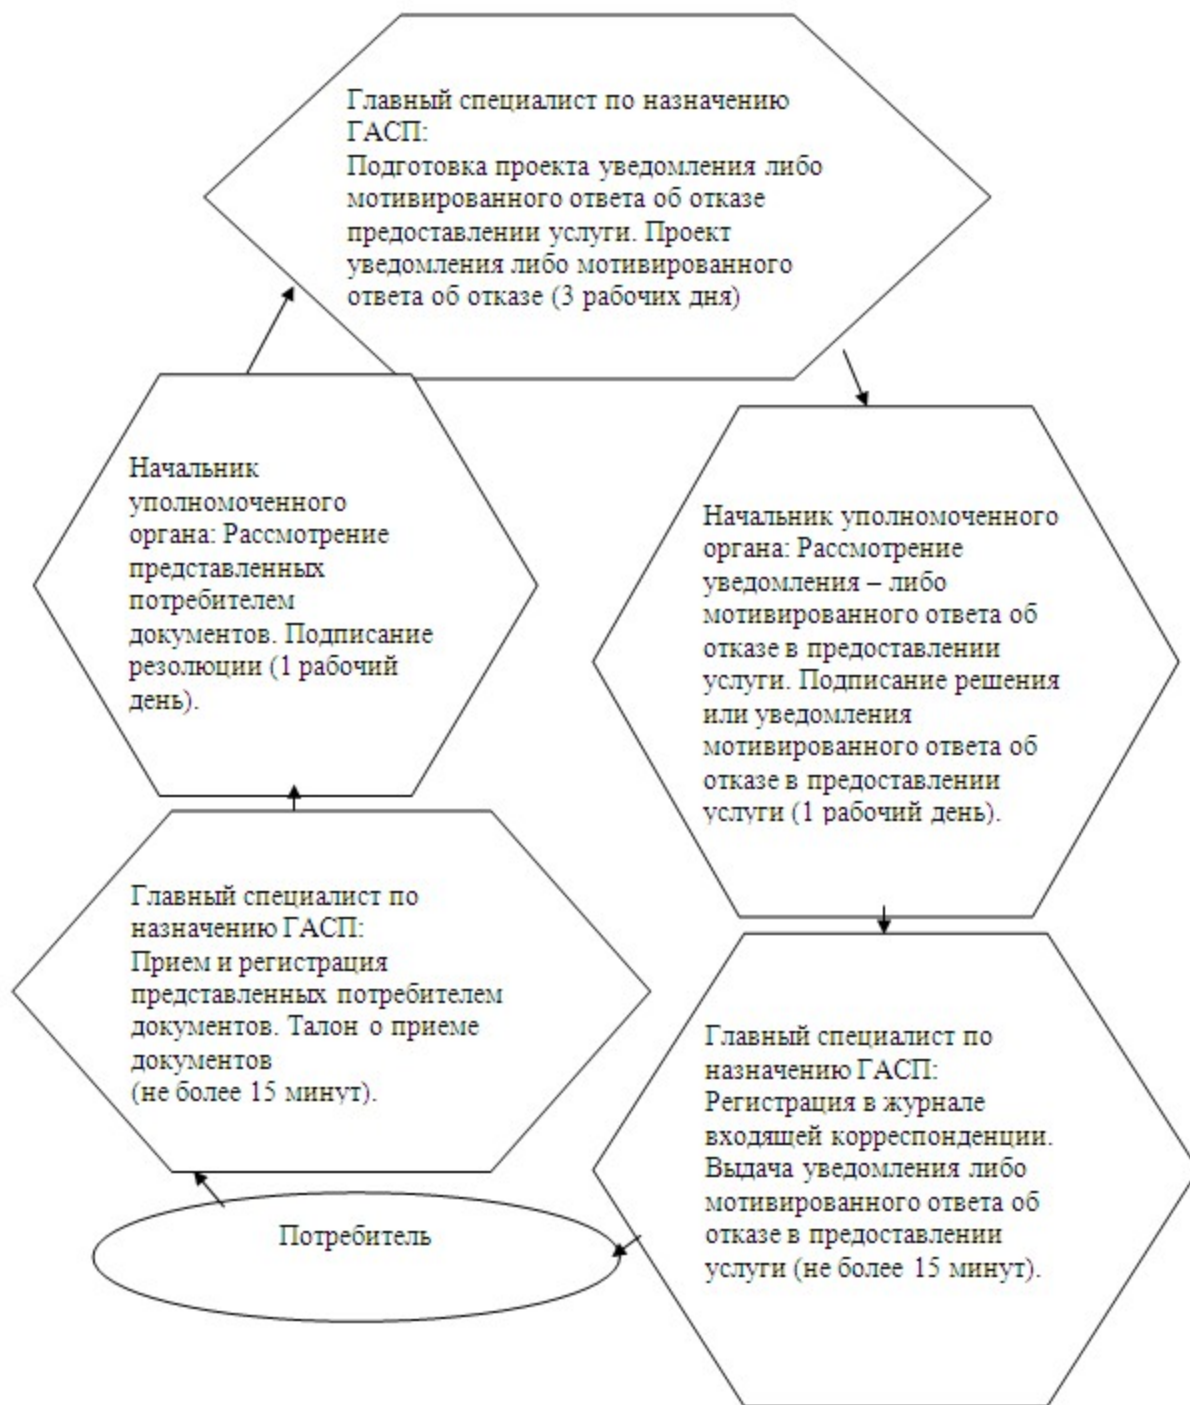 Главный специалист по назначению
ГАСП:
Подготовка проекта уведомления либо
мотивированного ответа об отказе
предоставлении услуги. Проект
уведомления либо мотивированного
ответа об отказе (3 рабочих дня)
Начальник
уполномоченного
органа: Рассмотрение
представленных
потребителем
документов. Подписание
резолюции (1 рабочий
день).
Начальник уполномоченного
органа: Рассмотрение
уведомления – либо
мотивированного ответа об
отказе в предоставлении
услуги. Подписание решения
или уведомления
мотивированного ответа об
отказе в предоставлении
услуги (1 рабочий день).
Главный специалист по
назначению ГАСП:
Прием и регистрация
представленных потребителем
документов. Талон о приеме
документов
(не более 15 минут).
Главный специалист по
назначению ГАСП:
Регистрация в журнале
входящей корреспонденции.
Выдача уведомления либо
мотивированного ответа об
отказе в предоставлении
услуги (не более 15 минут).
Потребитель